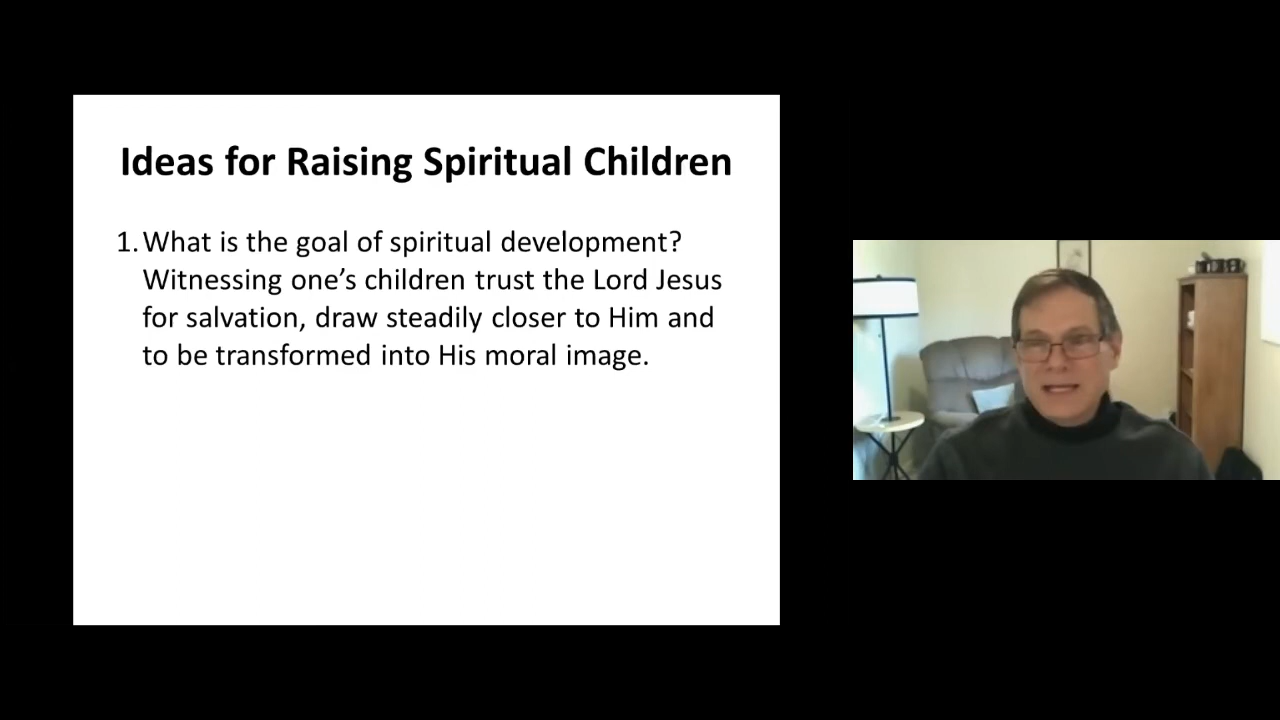 Ideas for Raising Spiritual Children
1. What is the goal of spiritual development?
Witnessing one’s children trust the Lord Jesus
for salvation, draw steadily closer to Him and
to be transformed into His moral image.